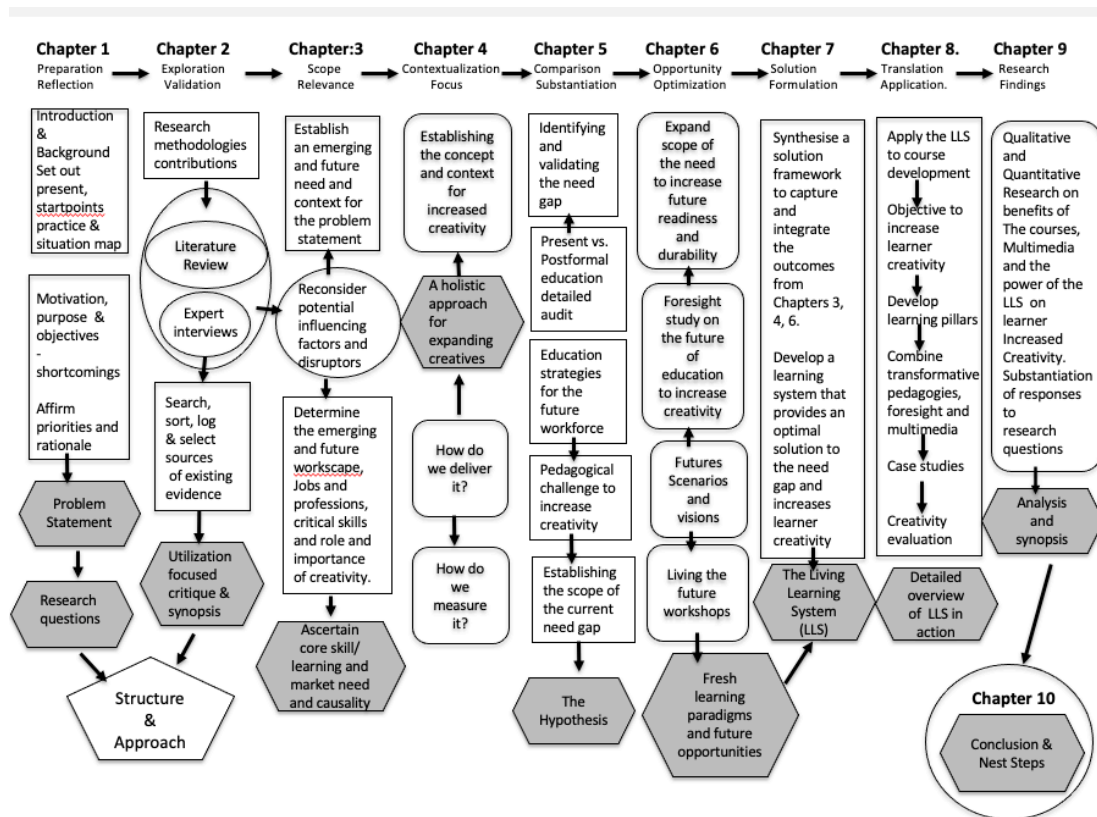 Chapter 1
Preparation
Reflection
Introduction
&
Background
Set out
present,
startpoints
practice &
situation map
Motivation,
purpose & 
objectives
-
shortcomings
Affirm
priorities and
rationale
Problem
Statement
Research
questions
Structure
&
Approach
Chapter 2
Exploration
Validation
Research
methodologies
contributions
Literature
Review
Expert
interviews
Search,
sort, log
& select
sources
of existing
evidence
Utilization
focused
critique &
synopsis
Chapter:3
Scope
Relevance
Establish
an emerging
and future
need and
context for
the problem
statement
Reconsider
potential
influencing
factors and
disruptors
Determine
the emerging
and future
workscape,
Jobs and
professions,
critical skills
and role and
importance
of creativity.
Ascertain
core skill/
learning and
market need
and causality
Chapter 4
Contextualization
Focus
Establishing
the concept
and context
for
increased
creativity
A holistic
approach
for
expanding
creatives
How do
we deliver
it?
How do
we
measure it?
Chapter 5
Comparison
Substantiation
Identifying
and
validating
the need
gap
Present vs.
Postformal
education
detailed
audit
Education
strategies
for the
future
workforce
Pedagogical
challenge to
increase
creativity
Establishing
the scope of
the current
need gap
The
Hypothesis
Chapter 6
Opportunity
Optimization
Expand
scope of
the need
to increase
future
readiness
and
durability
Foresight
study on
the future
of
education
to increase
creativity
Futures
Scenarios
and
visions
Living the
future
workshops
Fresh
learning
paradigms
and future
opportunities
Chapter 7
Solution
Formulation
Synthesise a
solution
framework
to capture
and
integrate
the
outcomes
from
Chapters 3,
4, 6.
Develop a
learning
system that
provides an
optimal
solution to
the need
gap and
increases
learner
creativity
The Living
Learning
System
(LLS)
Chapter 8.
Translation
Application.
Apply the LLS
to course
development
Objective to
increase
learner
creativity
Develop
learning pillars
Combine
transformative
pedagogies,
foresight and
multimedia
Case studies
Creativity
evaluation
Detailed
overview
of LLS in
action
Chapter 9
Research
Findings
Qualitative
and
Quantitative
Research on
benefits of
The courses,
Multimedia
and the
power of the
LLS on
learner
Increased
Creativity.
Substantiation
of responses
to
research
questions
Analysis
and
synopsis
Chapter 10
Conclusion &
Nest Steps